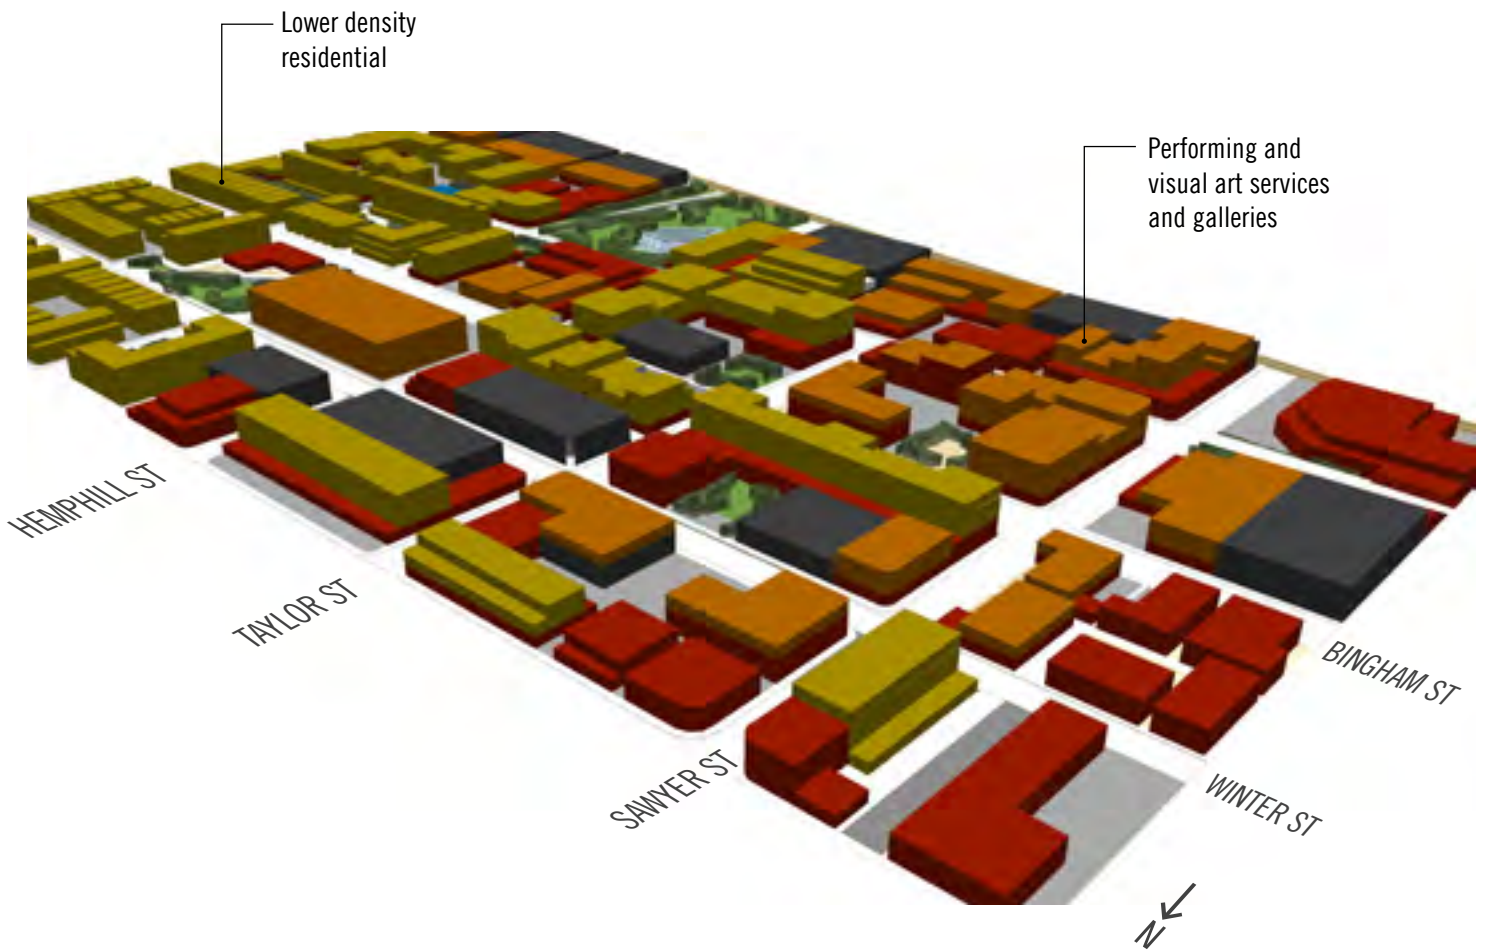 Lower density
residential
Performing and
visual art services
and galleries
HEMPHILL ST
TAYLOR ST
SAWYER ST
BINGHAM ST
WINTER ST
N